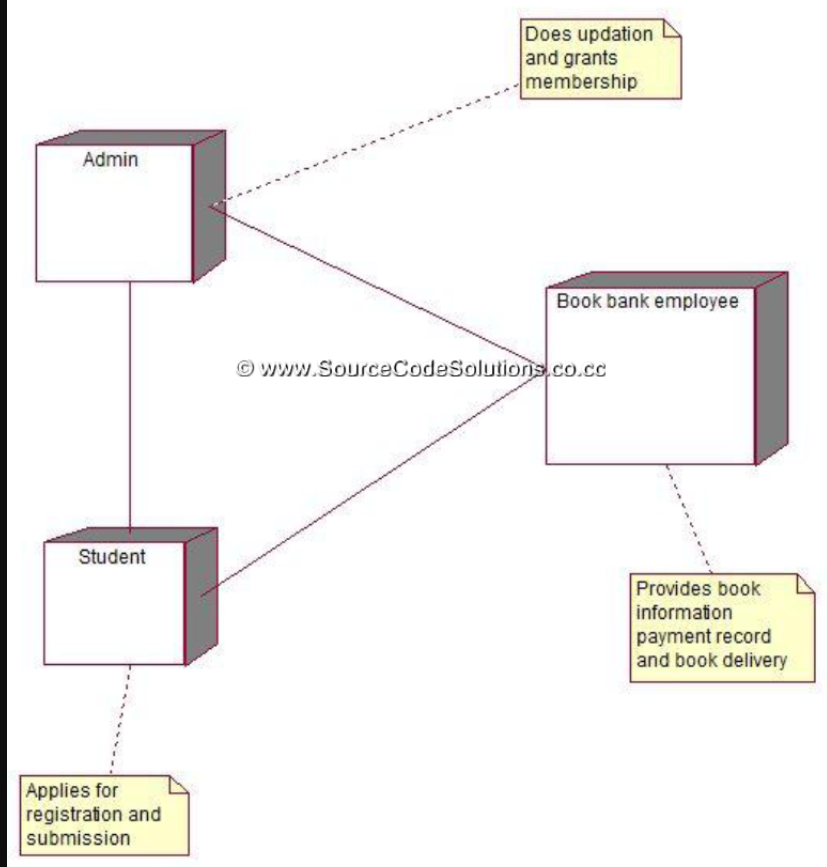 Does updation
and grants
membership
Admin
Book bank employee
© www.SourceCodeSolutions.co.cc
Student
Provides book
information
payment record
and book delivery
Applies for
registration and
submission